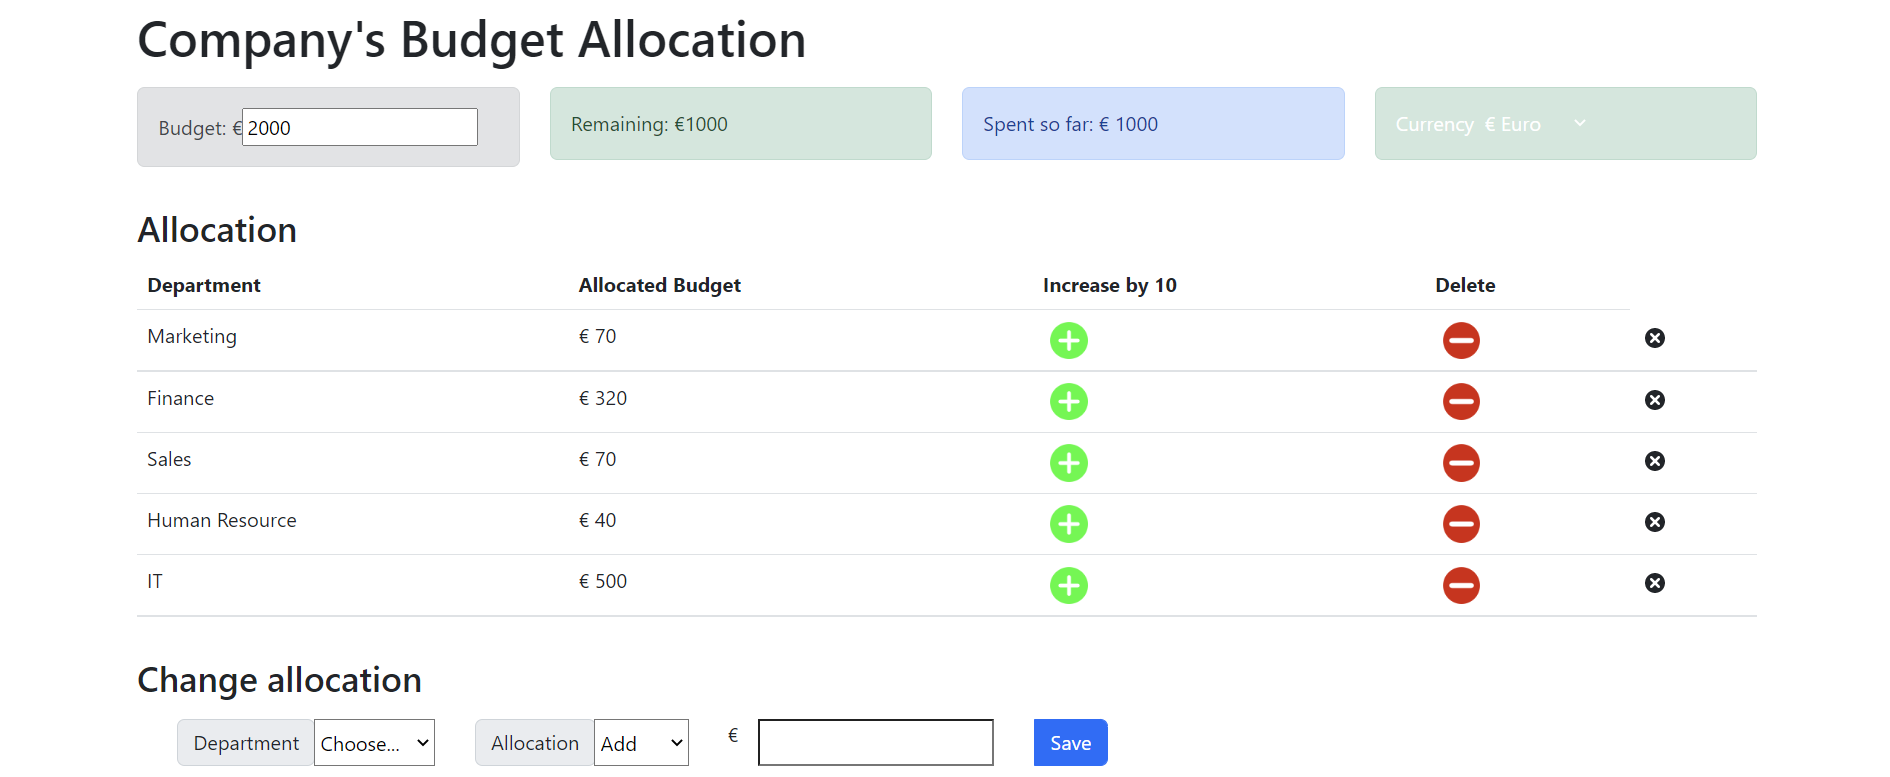 Company's Budget Allocation
Budget: € 2000
Remaining: €1000
Spent so far: € 1000
Currency € Euro
Allocation
Department Allocated Budget Increase by 10 Delete
Marketing € 70
Finance € 320
Sales € 70
Human Resource € 40
IT € 500
Change allocation
Department Choose... Allocation Add € Save